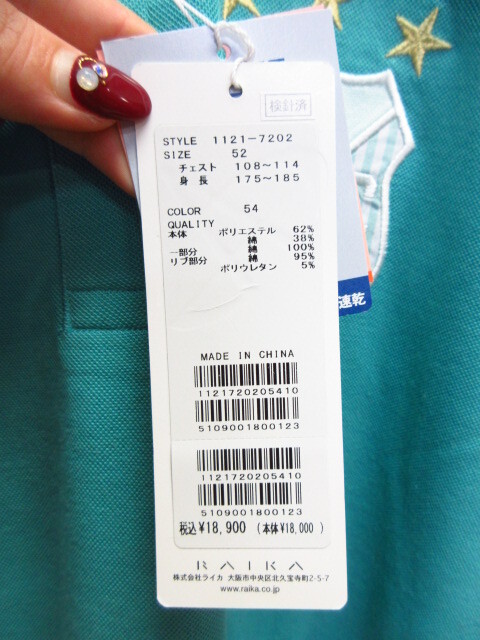 検針済
STYLE 1121-7202
SIZE 52
チェスト 108～114
身長 175～185
COLOR 54
QUALITY
本体 ポリエステル 62%
綿 38%
一部分 綿 100%
リブ部分 綿 95%
ポリウレタン 5%
速乾
MADE IN CHINA
1121720205410
5109001800123
1121720205410
5109001800123
税込¥18,900 (本体¥18,000)
RAIKA
株式会社ライカ 大阪市中央区北久宝寺町2-5-7
www.raika.co.jp